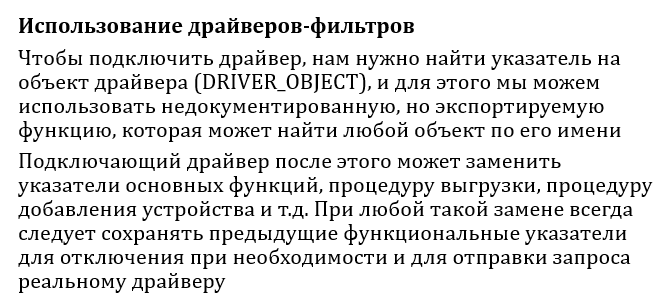 Использование драйверов-фильтров
Чтобы подключить драйвер, нам нужно найти указатель на
объект драйвера (DRIVER_OBJECT), и для этого мы можем
использовать недокументированную, но экспортируемую
функцию, которая может найти любой объект по его имени
Подключающий драйвер после этого может заменить
указатели основных функций, процедуру выгрузки, процедуру
добавления устройства и т.д. При любой такой замене всегда
следует сохранять предыдущие функциональные указатели
для отключения при необходимости и для отправки запроса
реальному драйверу